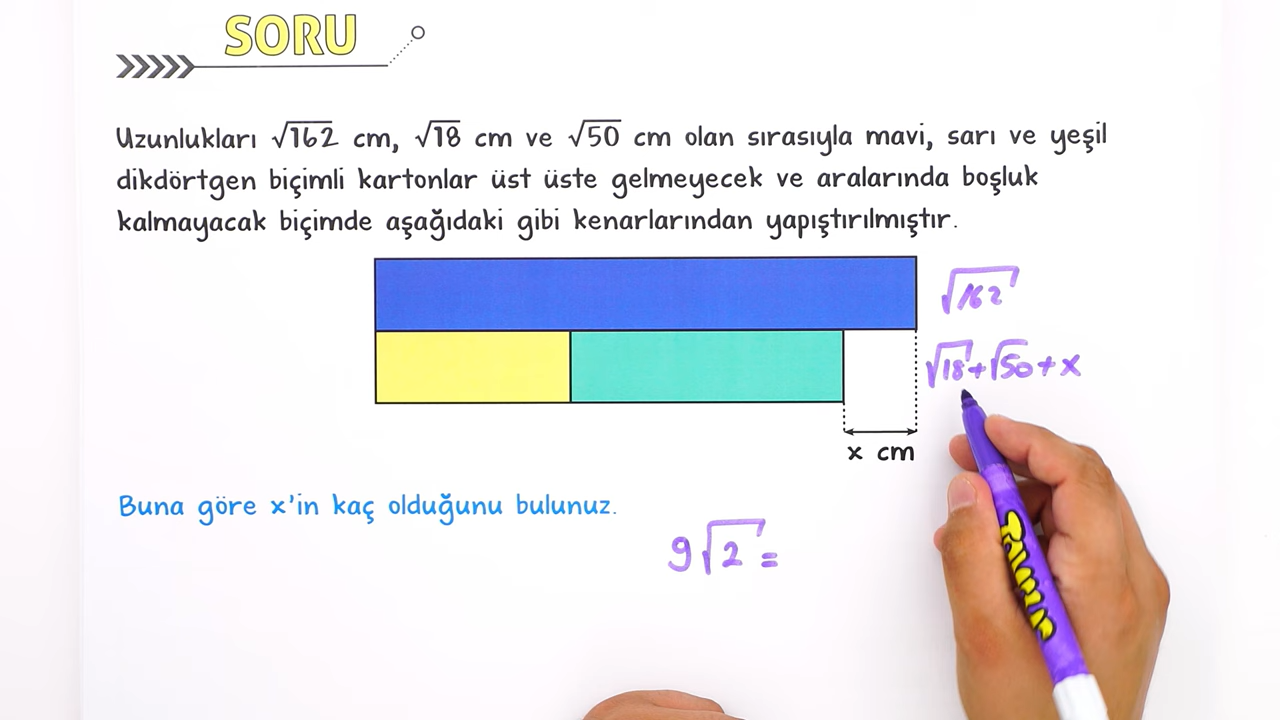 SORU
Uzunlukları √162 cm, √18 cm ve √50 cm olan sırasıyla mavi, sarı ve yeşil
dikdörtgen biçimli kartonlar üst üste gelmeyecek ve aralarında boşluk
kalmayacak biçimde aşağıdaki gibi kenarlarından yapıştırılmıştır.
√162
√18+√50+x
x cm
Buna göre x'in kaç olduğunu bulunuz.
9√2=